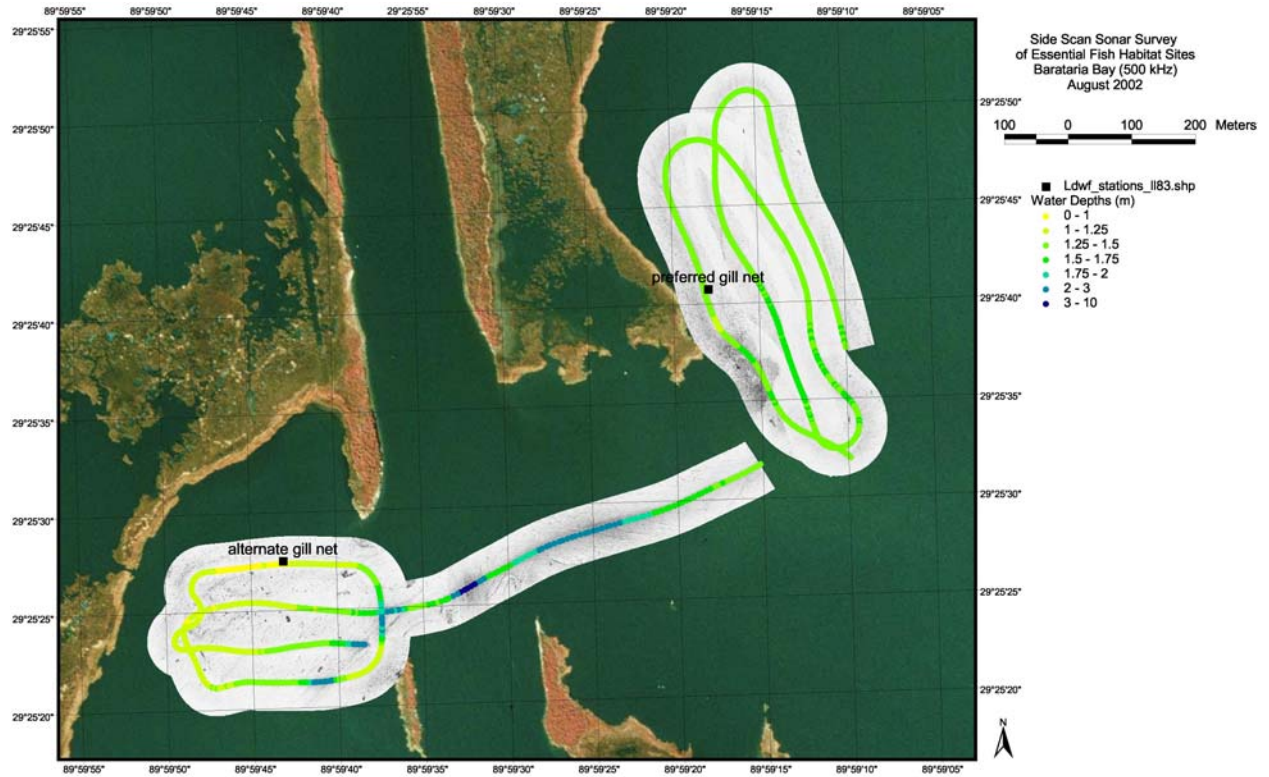 89°59'55" 89°59'50" 89°59'45" 89°59'40" 29°25'55" 89°59'30" 89°59'25" 89°59'20" 89°59'15" 89°59'10" 89°59'05"
29°25'55"
29°25'50"
29°25'45"
29°25'40"
29°25'35"
29°25'30"
29°25'25"
29°25'20"
preferred gill net
alternate gill net
29°25'50"
29°25'45"
29°25'40"
29°25'35"
29°25'30"
29°25'25"
29°25'20"
89°59'55" 89°59'50" 89°59'45" 89°59'40" 89°59'35" 89°59'30" 89°59'25" 89°59'20" 89°59'15" 89°59'10" 89°59'05"
Side Scan Sonar Survey
of Essential Fish Habitat Sites
Barataria Bay (500 kHz)
August 2002
100 0 100 200 Meters
Ldwf_stations_ll83.shp
Water Depths (m)
0 - 1
1 - 1.25
1.25 - 1.5
1.5 - 1.75
1.75 - 2
2 - 3
3 - 10
N